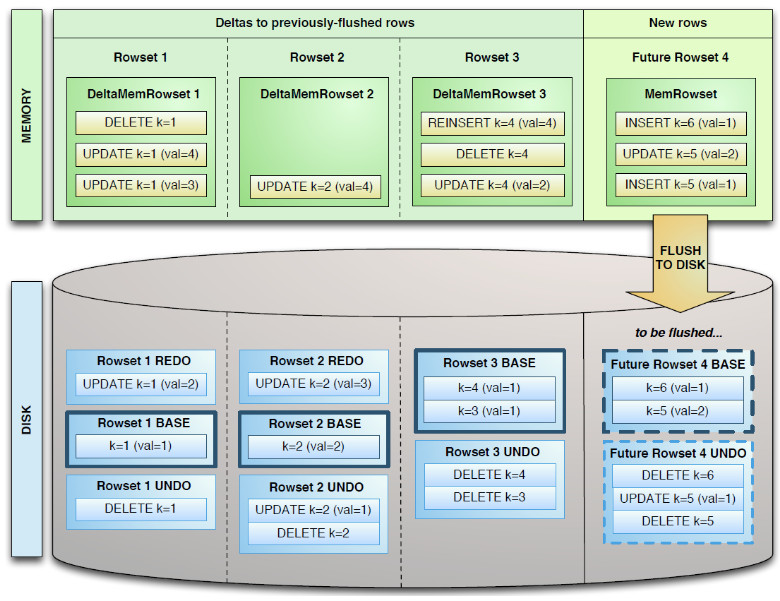 Deltas to previously-flushed rows
New rows
MEMORY
Rowset 1
Rowset 2
Rowset 3
Future Rowset 4
DeltaMemRowset 1
DELETE k=1
UPDATE k=1 (val=4)
UPDATE k=1 (val=3)
DeltaMemRowset 2
UPDATE k=2 (val=4)
DeltaMemRowset 3
REINSERT k=4 (val=4)
DELETE k=4
UPDATE k=4 (val=2)
MemRowset
INSERT k=6 (val=1)
UPDATE k=5 (val=2)
INSERT k=5 (val=1)
FLUSH
TO DISK
DISK
to be flushed...
Rowset 1 REDO
UPDATE k=1 (val=2)
Rowset 1 BASE
k=1 (val=1)
Rowset 1 UNDO
DELETE k=1
Rowset 2 REDO
UPDATE k=2 (val=3)
Rowset 2 BASE
k=2 (val=2)
Rowset 2 UNDO
UPDATE k=2 (val=1)
DELETE k=2
Rowset 3 BASE
k=4 (val=1)
k=3 (val=1)
Rowset 3 UNDO
DELETE k=4
DELETE k=3
Future Rowset 4 BASE
k=6 (val=1)
k=5 (val=2)
Future Rowset 4 UNDO
DELETE k=6
UPDATE k=5 (val=1)
DELETE k=5